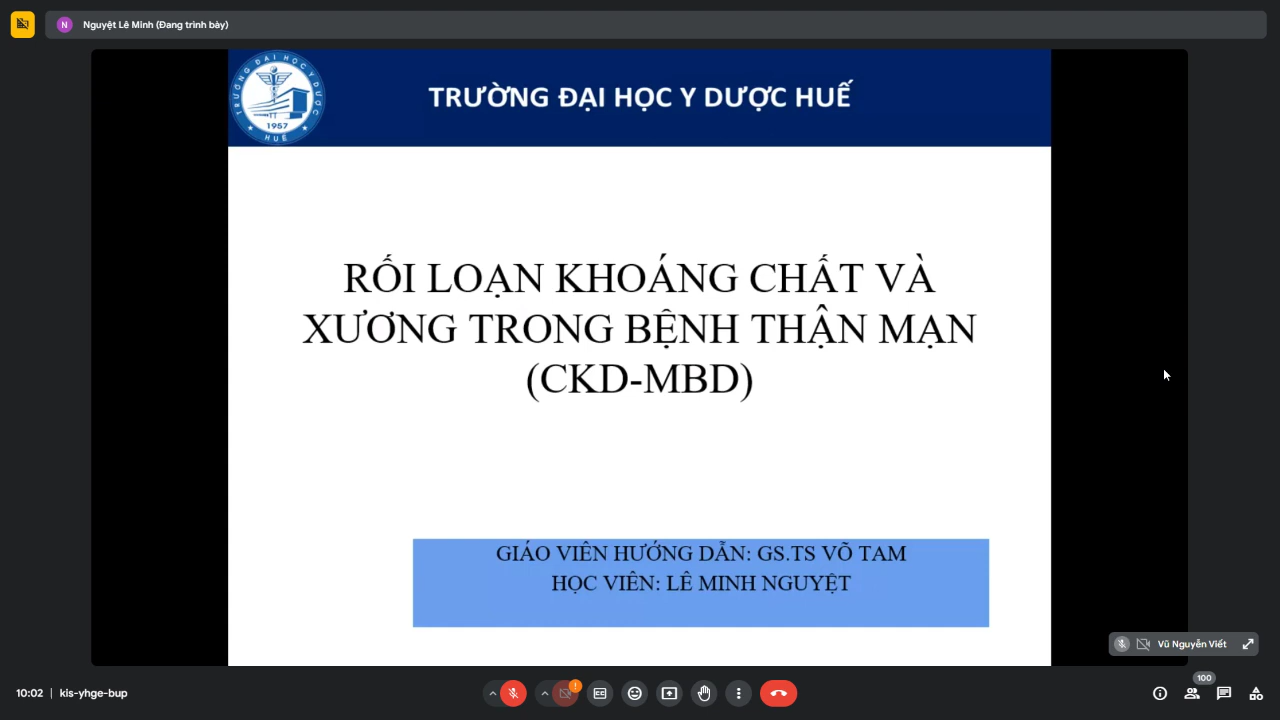 N
Nguyệt Lê Minh (Đang trình bày)
TRƯỜNG ĐẠI HỌC Y DƯỢC
1957
HUẾ
TRƯỜNG ĐẠI HỌC Y DƯỢC HUẾ
RỐI LOẠN KHOÁNG CHẤT VÀ
XƯƠNG TRONG BỆNH THẬN MẠN
(CKD-MBD)
GIÁO VIÊN HƯỚNG DẪN: GS.TS VÕ TAM
HỌC VIÊN: LÊ MINH NGUYỆT
Vũ Nguyễn Viết
10:02 | kis-yhge-bup
100